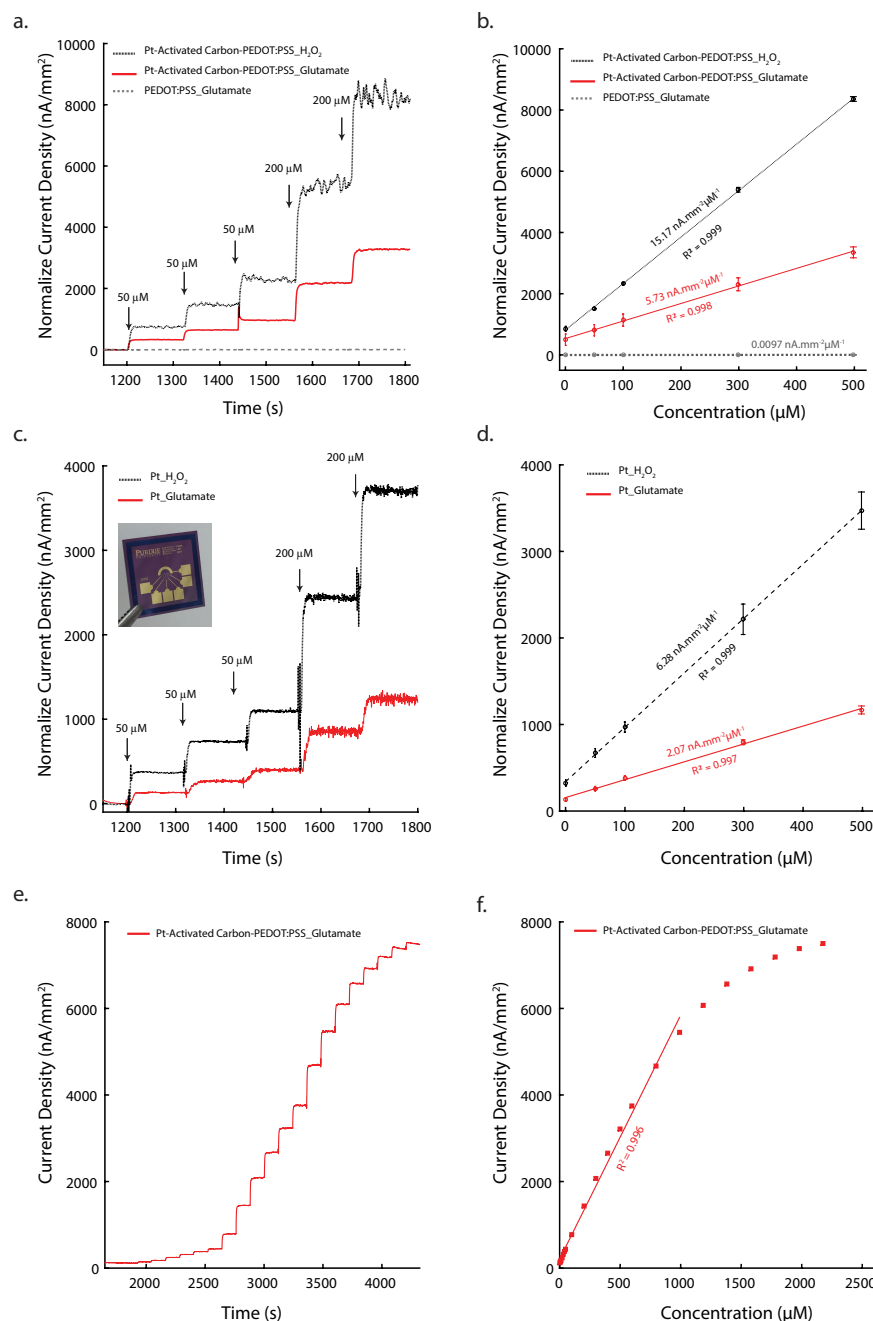 a.
Normalize Current Density (nA/mm²)
10000
8000
6000
4000
2000
0
Pt-Activated Carbon-PEDOT:PSS_H₂O₂
Pt-Activated Carbon-PEDOT:PSS_Glutamate
PEDOT:PSS_Glutamate
50 µM
50 µM
50 µM
200 µM
200 µM
1200 1300 1400 1500 1600 1700 1800
Time (s)
b.
Normalize Current Density (nA/mm²)
10000
8000
6000
4000
2000
0
Pt-Activated Carbon-PEDOT:PSS_H₂O₂
Pt-Activated Carbon-PEDOT:PSS_Glutamate
PEDOT:PSS_Glutamate
15.17 nA.mm⁻²µM⁻¹
R² = 0.999
5.73 nA.mm⁻²µM⁻¹
R² = 0.998
0.0097 nA.mm⁻²µM⁻¹
0 100 200 300 400 500
Concentration (µM)
c.
Normalize Current Density (nA/mm²)
4000
3000
2000
1000
0
Pt_H₂O₂
Pt_Glutamate
PURDUE
50 µM
50 µM
50 µM
200 µM
200 µM
1200 1300 1400 1500 1600 1700 1800
Time (s)
d.
Normalize Current Density (nA/mm²)
4000
3000
2000
1000
0
Pt_H₂O₂
Pt_Glutamate
6.28 nA.mm⁻²µM⁻¹
R² = 0.999
2.07 nA.mm⁻²µM⁻¹
R² = 0.997
0 100 200 300 400 500
Concentration (µM)
e.
Current Density (nA/mm²)
8000
6000
4000
2000
0
Pt-Activated Carbon-PEDOT:PSS_Glutamate
2000 2500 3000 3500 4000
Time (s)
f.
Current Density (nA/mm²)
8000
6000
4000
2000
0
Pt-Activated Carbon-PEDOT:PSS_Glutamate
R² = 0.996
0 500 1000 1500 2000 2500
Concentration (µM)